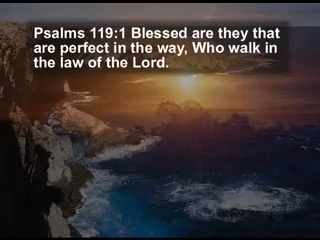 Psalms 119:1 Blessed are they that
are perfect in the way, Who walk in
the law of the Lord.